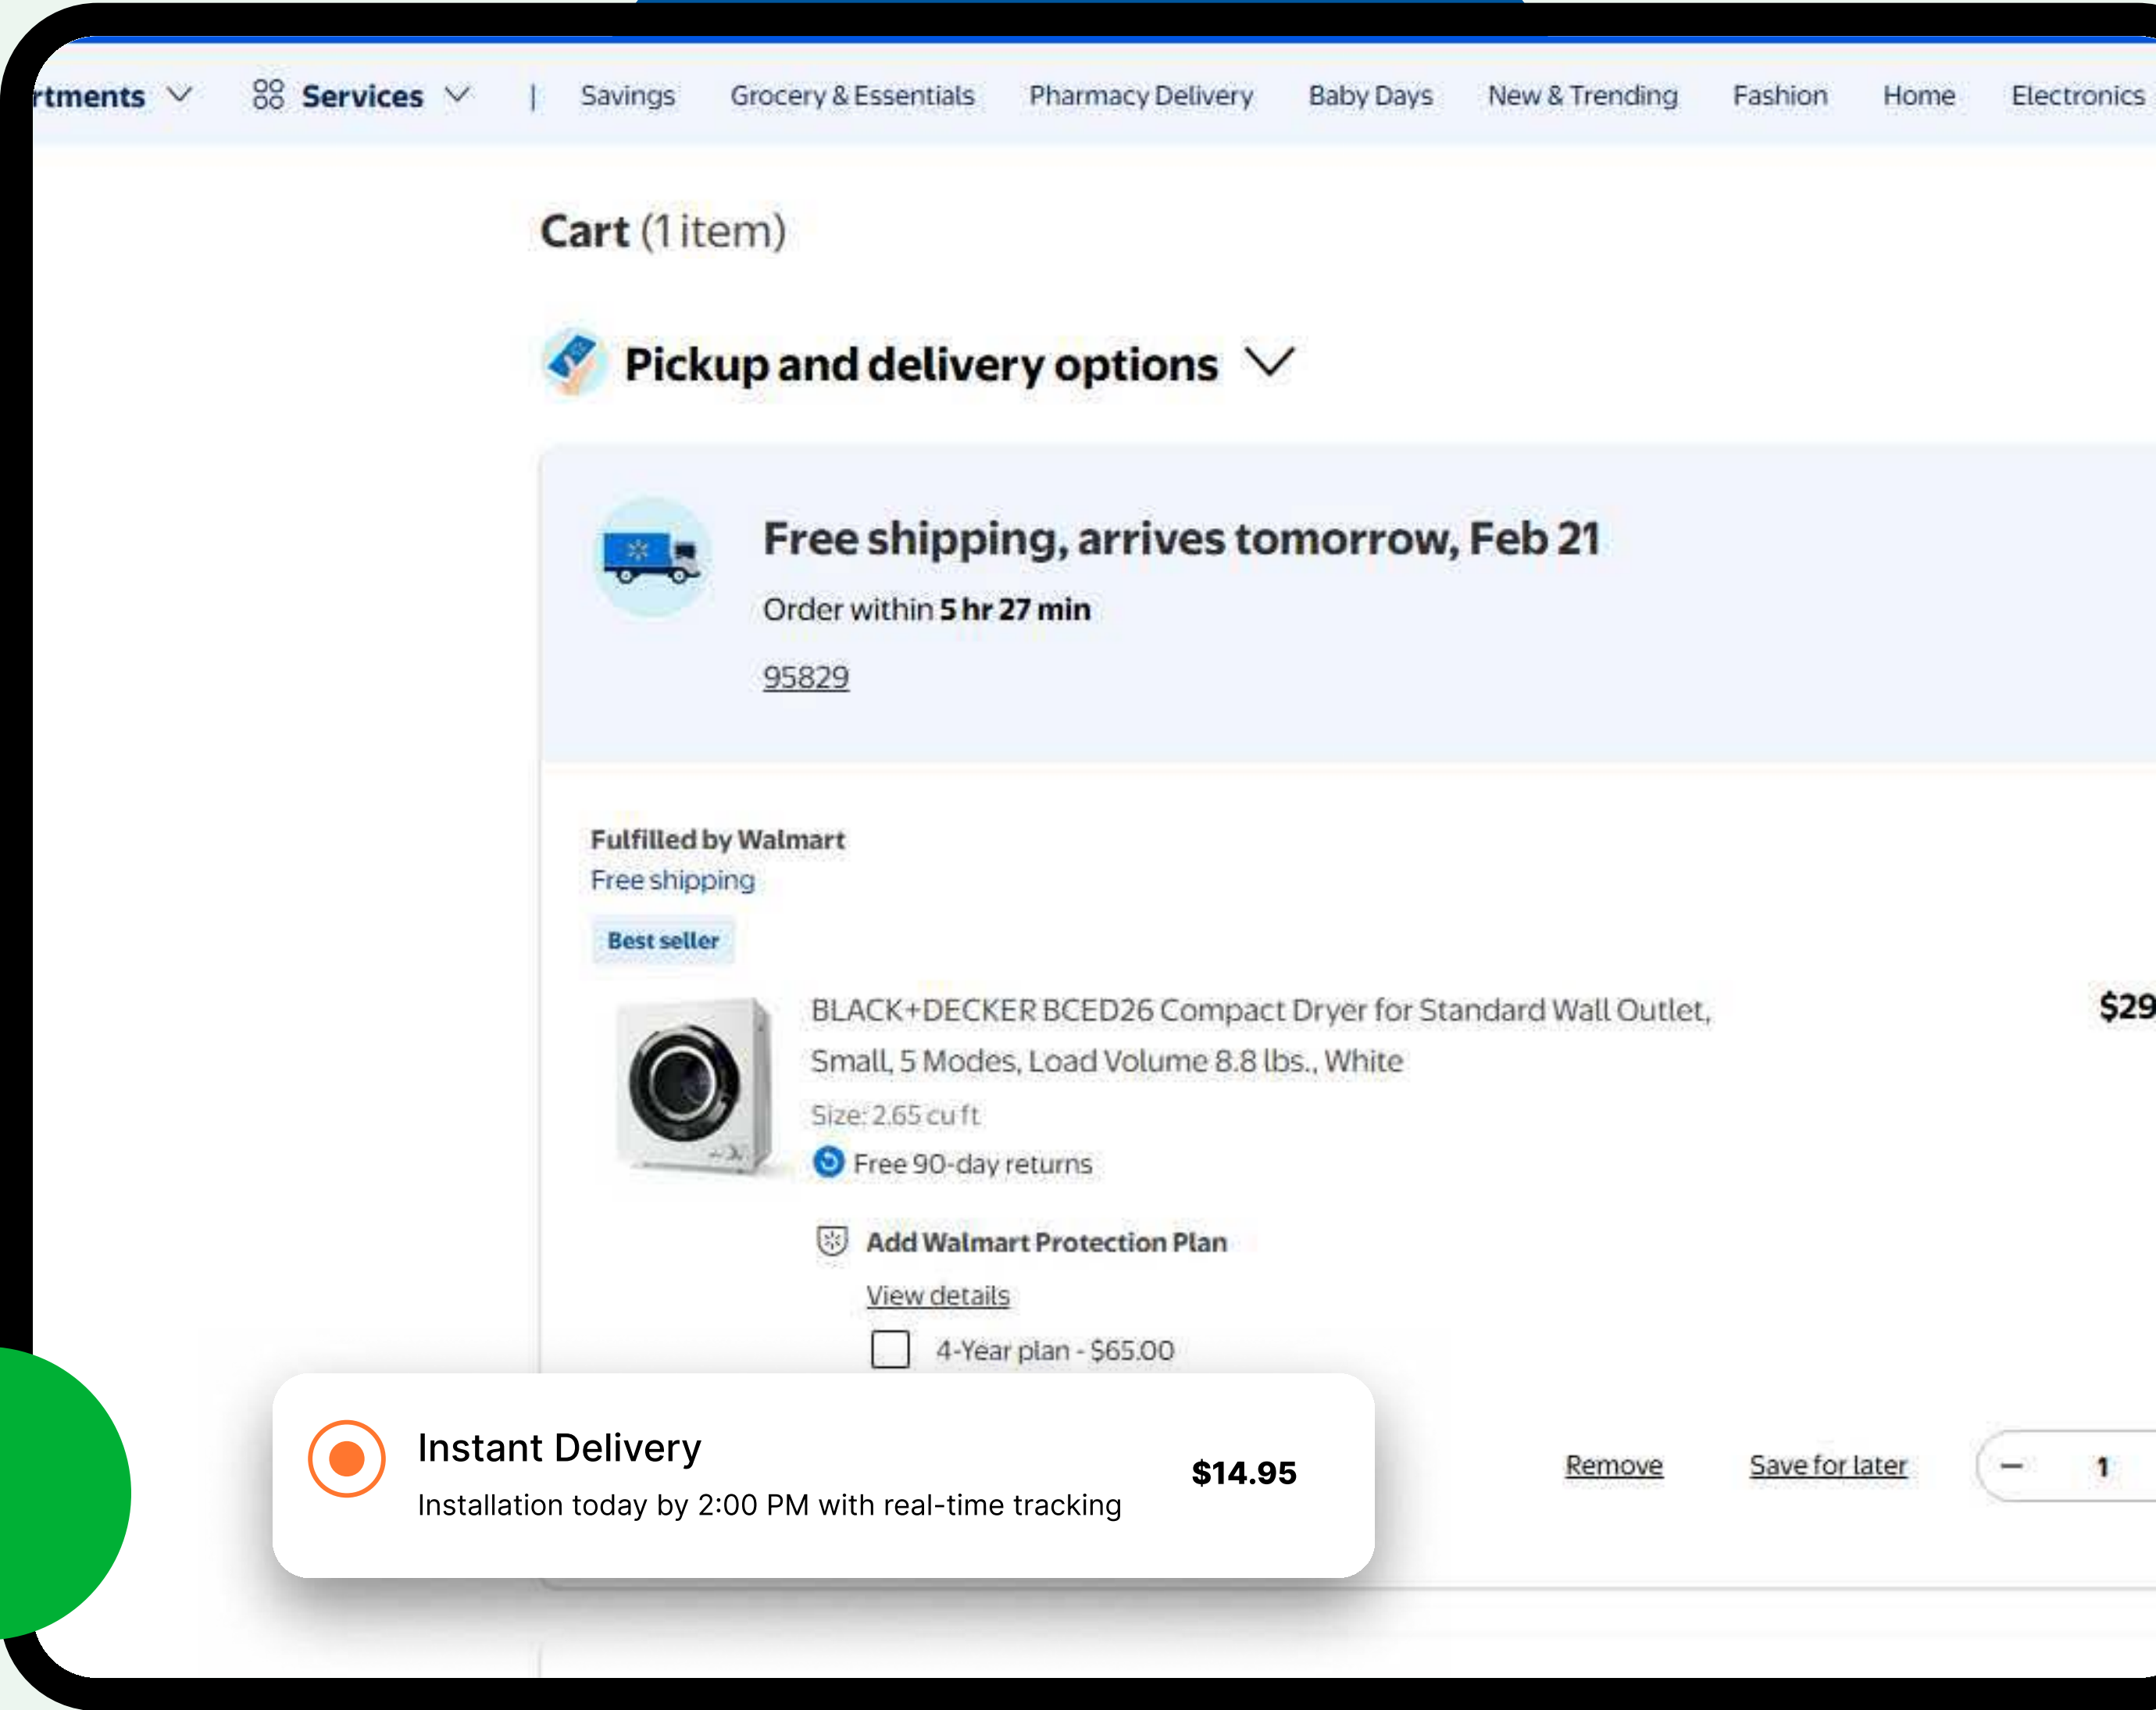 rtments Services | Savings Grocery & Essentials Pharmacy Delivery Baby Days New & Trending Fashion Home Electronics
Cart (1 item)
Pickup and delivery options
Free shipping, arrives tomorrow, Feb 21
Order within 5 hr 27 min
95829
Fulfilled by Walmart
Free shipping
Best seller
BLACK+DECKER BCED26 Compact Dryer for Standard Wall Outlet, $29
Small, 5 Modes, Load Volume 8.8 lbs., White
Size: 2.65 cu ft
Free 90-day returns
Add Walmart Protection Plan
View details
4-Year plan - $65.00
Instant Delivery
Installation today by 2:00 PM with real-time tracking
$14.95
Remove Save for later − 1